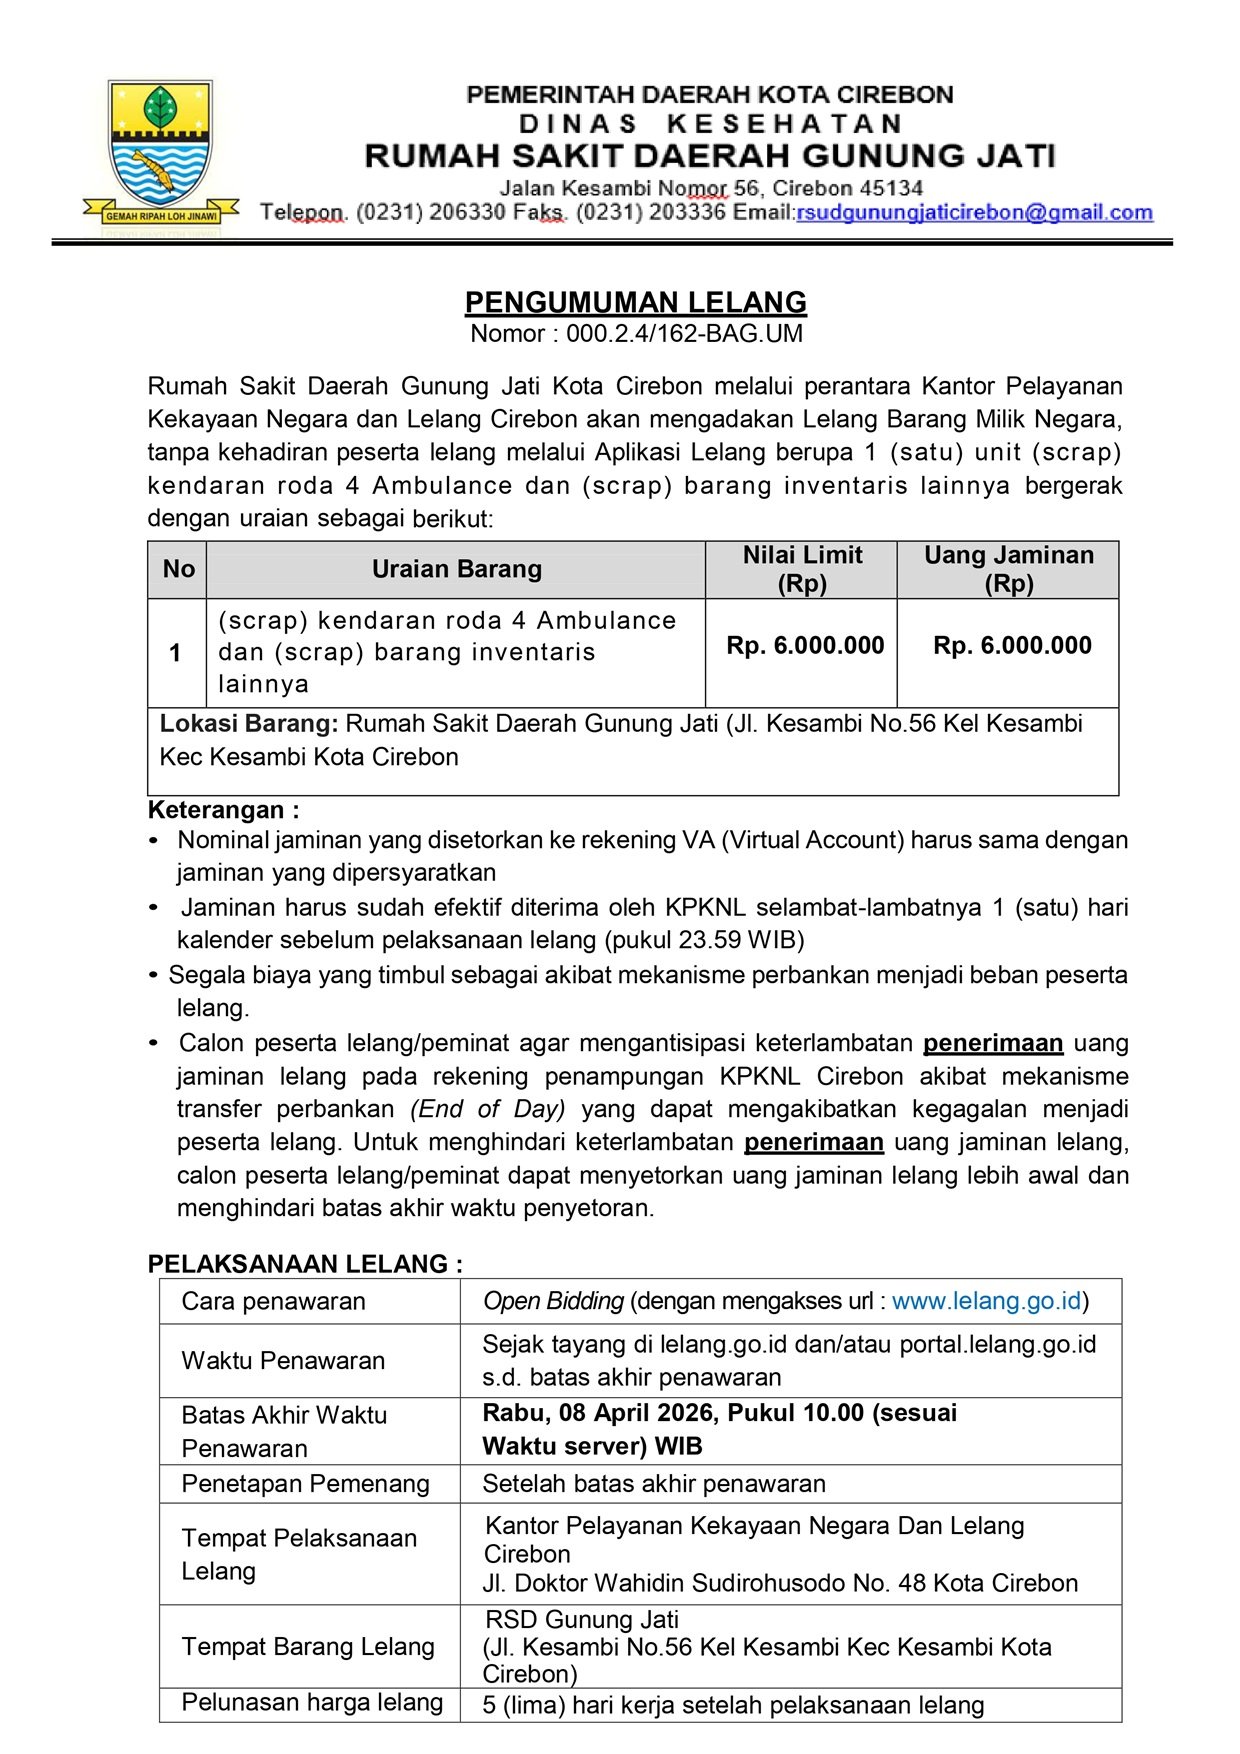 PEMERINTAH DAERAH KOTA CIREBON
DINAS KESEHATAN
RUMAH SAKIT DAERAH GUNUNG JATI
Jalan Kesambi Nomor 56, Cirebon 45134
Telepon. (0231) 206330 Faks. (0231) 203336 Email:rsudgunungjaticirebon@gmail.com
GEMAH RIPAH LOH JINAWI
PENGUMUMAN LELANG
Nomor : 000.2.4/162-BAG.UM
Rumah Sakit Daerah Gunung Jati Kota Cirebon melalui perantara Kantor Pelayanan
Kekayaan Negara dan Lelang Cirebon akan mengadakan Lelang Barang Milik Negara,
tanpa kehadiran peserta lelang melalui Aplikasi Lelang berupa 1 (satu) unit (scrap)
kendaran roda 4 Ambulance dan (scrap) barang inventaris lainnya bergerak
dengan uraian sebagai berikut:
No Uraian Barang Nilai Limit (Rp) Uang Jaminan (Rp)
1 (scrap) kendaran roda 4 Ambulance
dan (scrap) barang inventaris
lainnya
Rp. 6.000.000 Rp. 6.000.000
Lokasi Barang: Rumah Sakit Daerah Gunung Jati (Jl. Kesambi No.56 Kel Kesambi
Kec Kesambi Kota Cirebon
Keterangan :
• Nominal jaminan yang disetorkan ke rekening VA (Virtual Account) harus sama dengan
jaminan yang dipersyaratkan
• Jaminan harus sudah efektif diterima oleh KPKNL selambat-lambatnya 1 (satu) hari
kalender sebelum pelaksanaan lelang (pukul 23.59 WIB)
• Segala biaya yang timbul sebagai akibat mekanisme perbankan menjadi beban peserta
lelang.
• Calon peserta lelang/peminat agar mengantisipasi keterlambatan penerimaan uang
jaminan lelang pada rekening penampungan KPKNL Cirebon akibat mekanisme
transfer perbankan (End of Day) yang dapat mengakibatkan kegagalan menjadi
peserta lelang. Untuk menghindari keterlambatan penerimaan uang jaminan lelang,
calon peserta lelang/peminat dapat menyetorkan uang jaminan lelang lebih awal dan
menghindari batas akhir waktu penyetoran.
PELAKSANAAN LELANG :
Cara penawaran Open Bidding (dengan mengakses url : www.lelang.go.id)
Waktu Penawaran Sejak tayang di lelang.go.id dan/atau portal.lelang.go.id
s.d. batas akhir penawaran
Batas Akhir Waktu
Penawaran
Rabu, 08 April 2026, Pukul 10.00 (sesuai
Waktu server) WIB
Penetapan Pemenang Setelah batas akhir penawaran
Tempat Pelaksanaan
Lelang
Kantor Pelayanan Kekayaan Negara Dan Lelang
Cirebon
Jl. Doktor Wahidin Sudirohusodo No. 48 Kota Cirebon
Tempat Barang Lelang
RSD Gunung Jati
(Jl. Kesambi No.56 Kel Kesambi Kec Kesambi Kota
Cirebon)
Pelunasan harga lelang 5 (lima) hari kerja setelah pelaksanaan lelang